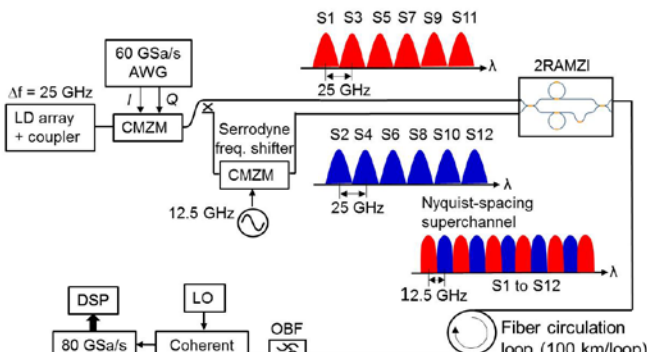 S1 S3 S5 S7 S9 S11
60 GSa/s
AWG
I Q
Δf = 25 GHz
LD array
+ coupler
CMZM
λ
25 GHz
2RAMZI
Serrodyne
freq. shifter
CMZM
12.5 GHz
S2 S4 S6 S8 S10 S12
λ
25 GHz
Nyquist-spacing
superchannel
λ
12.5 GHz
S1 to S12
DSP
LO
80 GSa/s
Coherent
OBF
Fiber circulation
loop (100 km/loop)